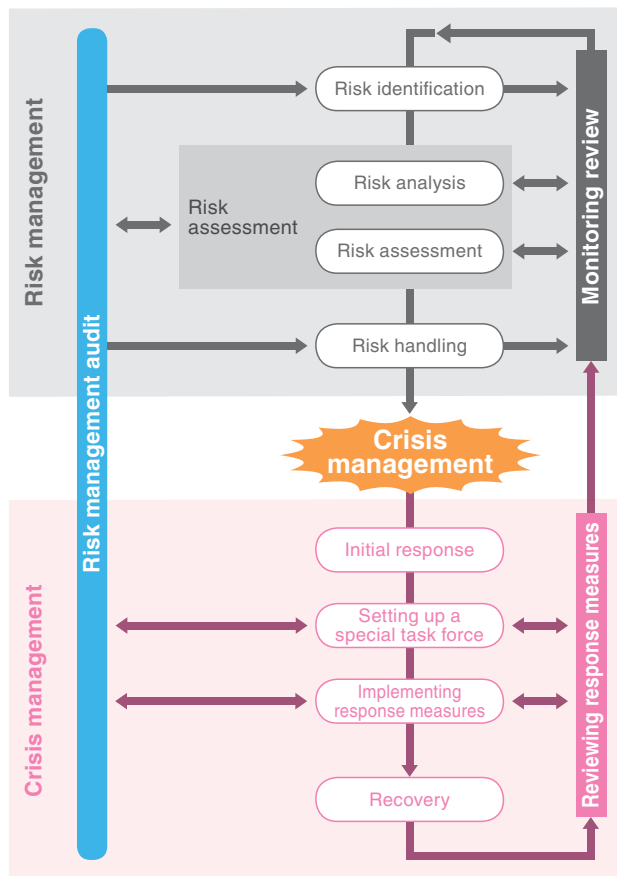 Risk management
Risk management audit
Risk identification
Risk
assessment
Risk analysis
Risk assessment
Risk handling
Monitoring review
Crisis
management
Crisis management
Initial response
Setting up a
special task force
Implementing
response measures
Recovery
Reviewing response measures